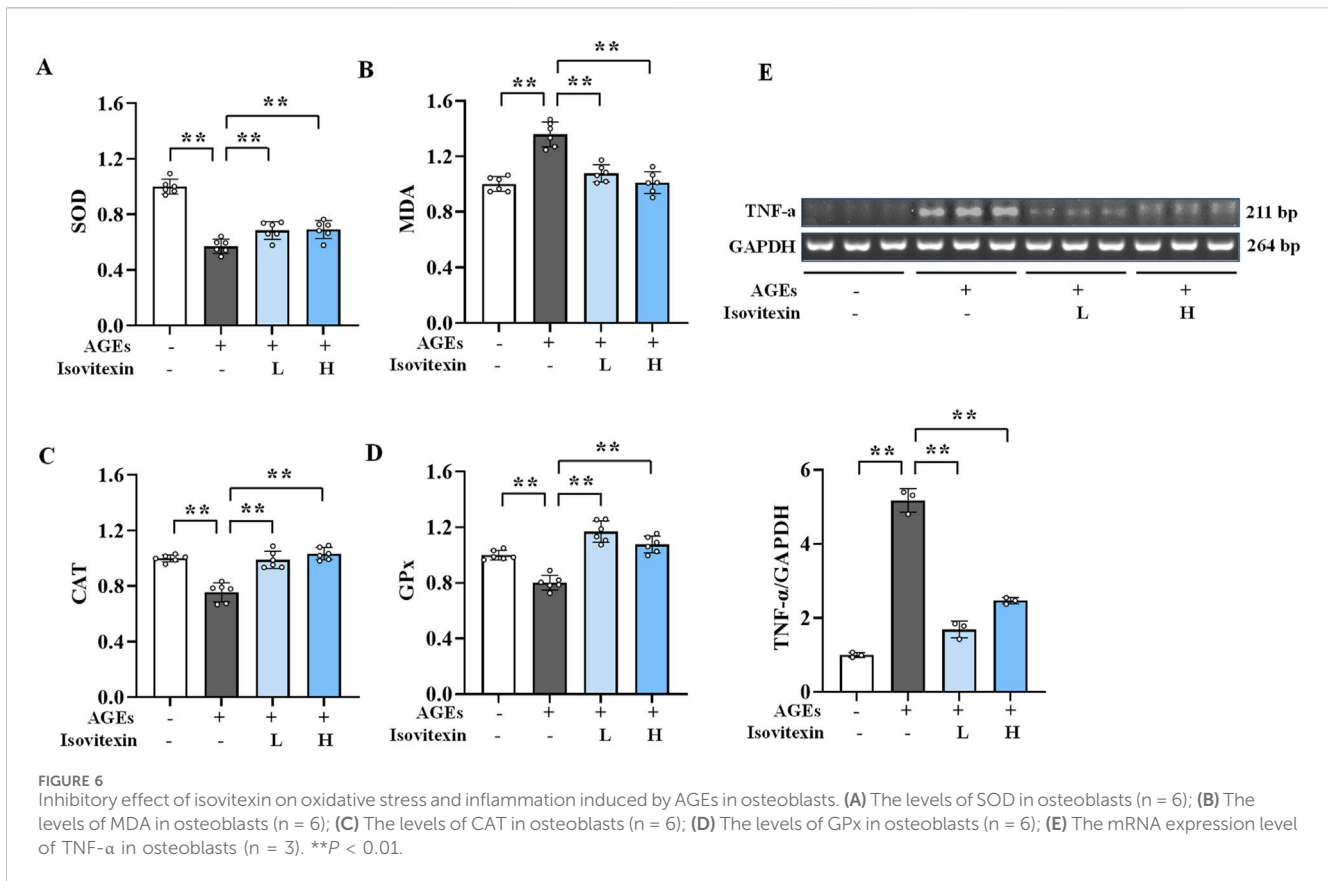 A
SOD
1.6
1.2
0.8
0.4
0.0
** ** **
AGEs - + + +
Isovitexin - - L H
B
MDA
1.6
1.2
0.8
0.4
0.0
** ** **
AGEs - + + +
Isovitexin - - L H
E
TNF-a 211 bp
GAPDH 264 bp
AGEs - + + +
Isovitexin - - L H
C
CAT
1.6
1.2
0.8
0.4
0.0
** ** **
AGEs - + + +
Isovitexin - - L H
D
GPx
1.6
1.2
0.8
0.4
0.0
** ** **
AGEs - + + +
Isovitexin - - L H
TNF-α/GAPDH
6
4
2
0
** ** **
AGEs - + + +
Isovitexin - - L H
FIGURE 6
Inhibitory effect of isovitexin on oxidative stress and inflammation induced by AGEs in osteoblasts. (A) The levels of SOD in osteoblasts (n = 6); (B) The
levels of MDA in osteoblasts (n = 6); (C) The levels of CAT in osteoblasts (n = 6); (D) The levels of GPx in osteoblasts (n = 6); (E) The mRNA expression level
of TNF-α in osteoblasts (n = 3). **P < 0.01.